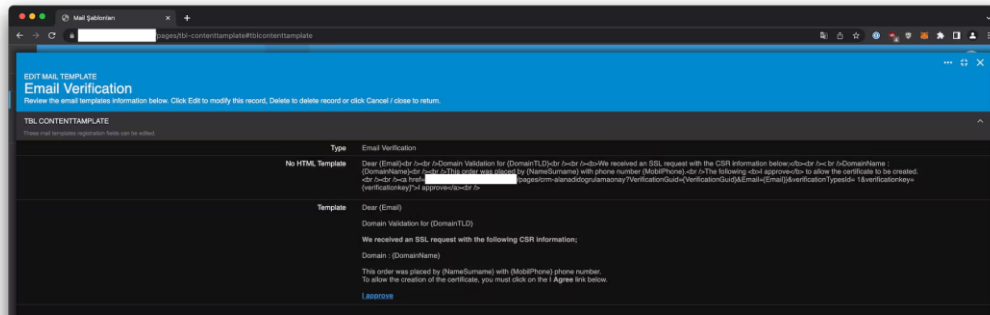 Mail Şablonları
pages/tbl-contenttamplate#tblcontenttamplate
EDIT MAIL TEMPLATE
Email Verification
Review the email templates information below. Click Edit to modify this record, Delete to delete record or click Cancel / close to return.
TBL CONTENTTAMPLATE
These mail templates registration fields can be edited.
Type Email Verification
No HTML Template Dear {Email}<br /><br />Domain Validation for {DomainTLD}<br /><br /><b>We received an SSL request with the CSR information below;</b><br />< br />DomainName :
{DomainName}<br /><br />This order was placed by {NameSurname} with phone number {MobilPhone}.<br />The following <b>I approve</b> to allow the certificate to be created.
<br /><br /><a href= /pages/crm-alanadidogrulamaonay?VerificationGuid={VerificationGuid}&Email={Email}&verificationTypesId= 1&verificationkey=
{verificationkey}">I approve</a><br />
Template Dear {Email}
Domain Validation for {DomainTLD}
We received an SSL request with the following CSR information;
Domain : {DomainName}
This order was placed by {NameSurname} with {MobilPhone} phone number.
To allow the creation of the certificate, you must click on the I Agree link below.
I approve